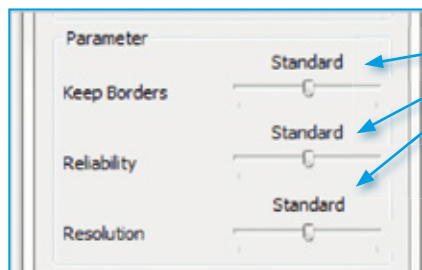 Parameter
Standard
Keep Borders
Standard
Reliability
Standard
Resolution